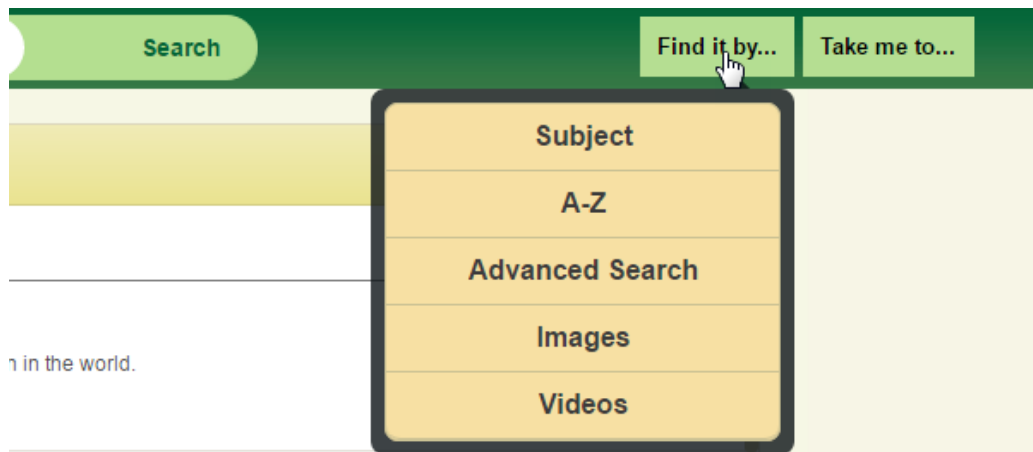 Search
Find it by...
Take me to...
Subject
A-Z
Advanced Search
Images
in the world.
Videos